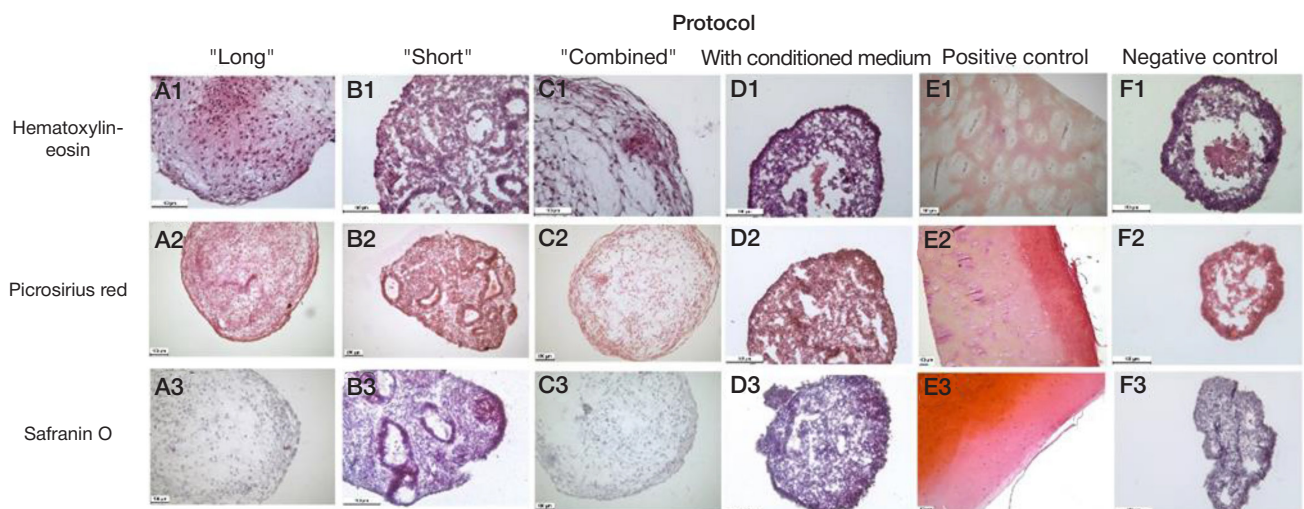 Protocol
"Long" "Short" "Combined" With conditioned medium Positive control Negative control
A1 B1 C1 D1 E1 F1
Hematoxylin-
eosin
A2 B2 C2 D2 E2 F2
Picrosirius red
A3 B3 C3 D3 E3 F3
Safranin O